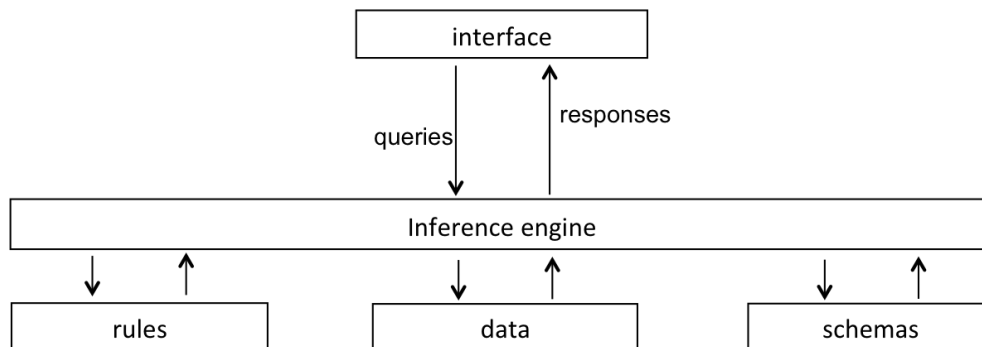 interface
responses
queries
Inference engine
rules
data
schemas